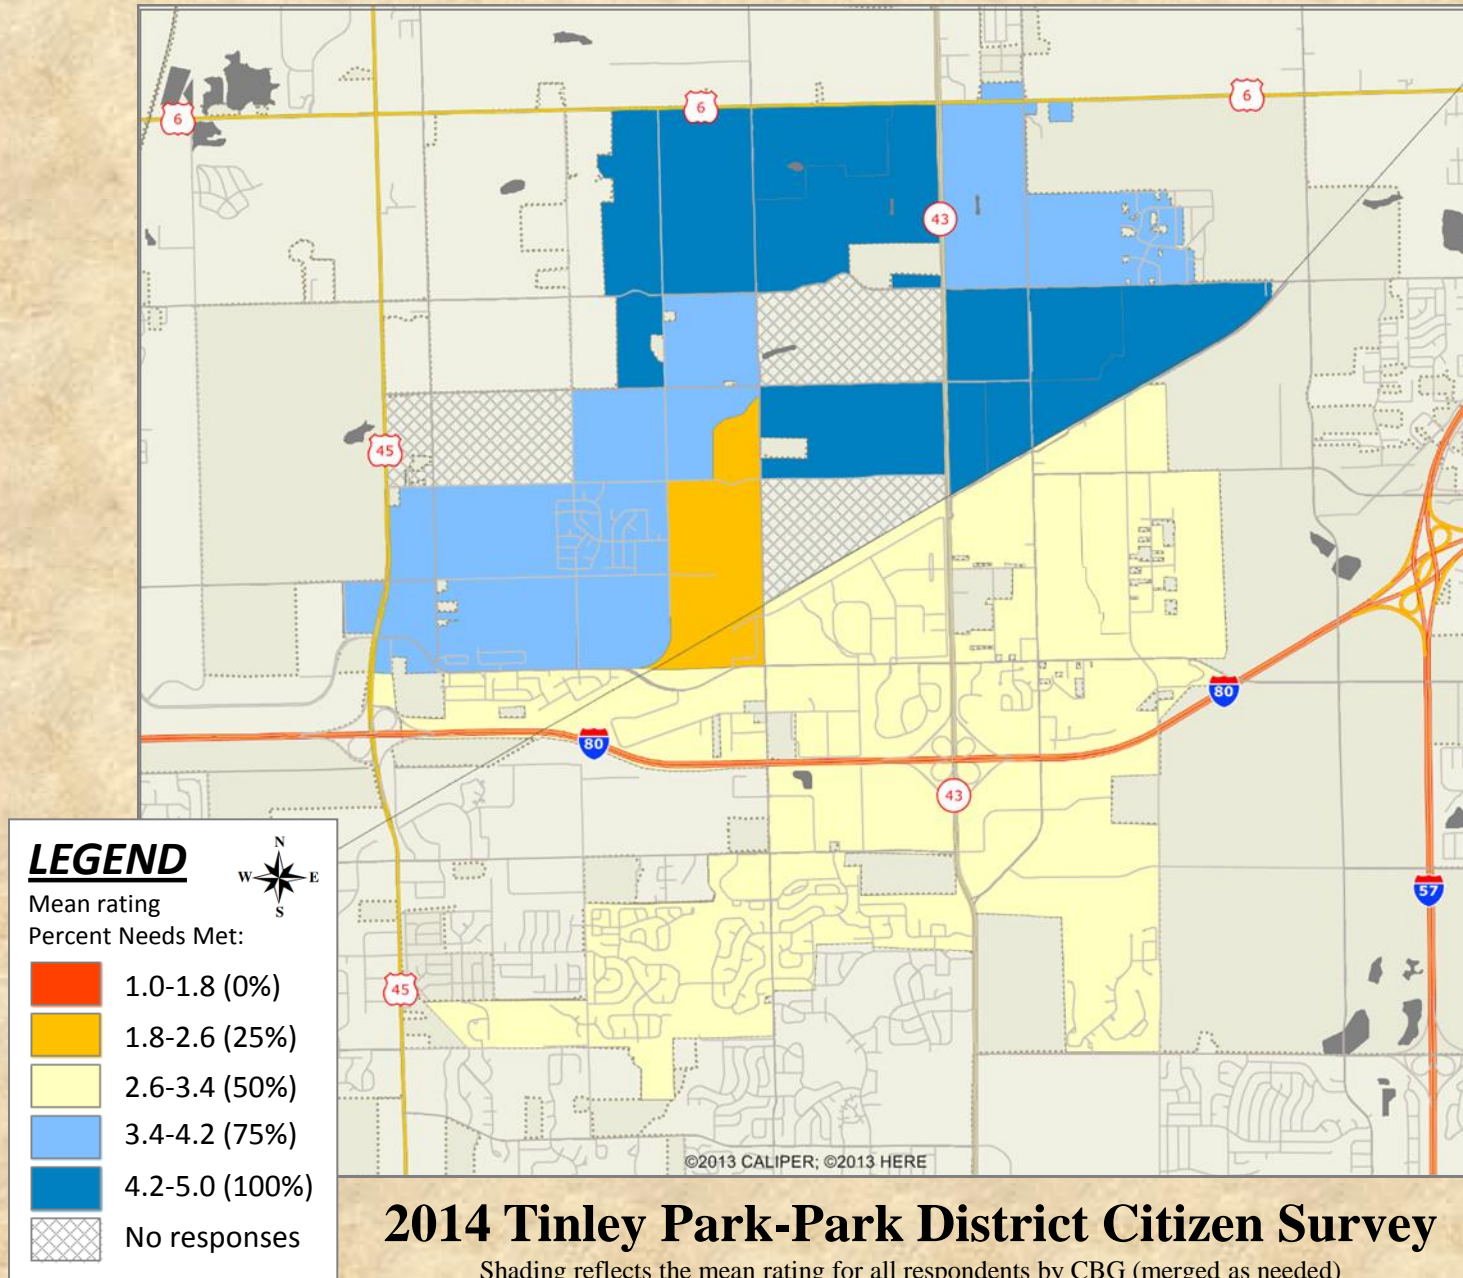 6
6
6
43
45
80
80
43
57
45
LEGEND
N
W E
S
Mean rating
Percent Needs Met:
1.0-1.8 (0%)
1.8-2.6 (25%)
2.6-3.4 (50%)
3.4-4.2 (75%)
4.2-5.0 (100%)
No responses
©2013 CALIPER; ©2013 HERE
2014 Tinley Park-Park District Citizen Survey
Shading reflects the mean rating for all respondents by CBG (merged as needed)